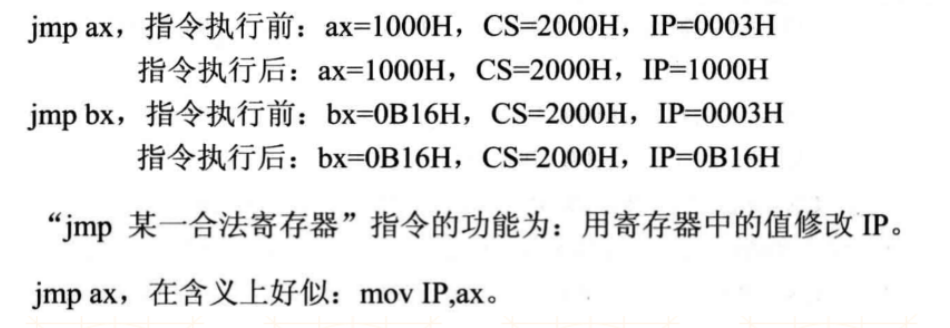 jmp ax，指令执行前：ax=1000H，CS=2000H，IP=0003H
指令执行后：ax=1000H，CS=2000H，IP=1000H
jmp bx，指令执行前：bx=0B16H，CS=2000H，IP=0003H
指令执行后：bx=0B16H，CS=2000H，IP=0B16H
“jmp 某一合法寄存器”指令的功能为：用寄存器中的值修改 IP。
jmp ax，在含义上好似：mov IP,ax。